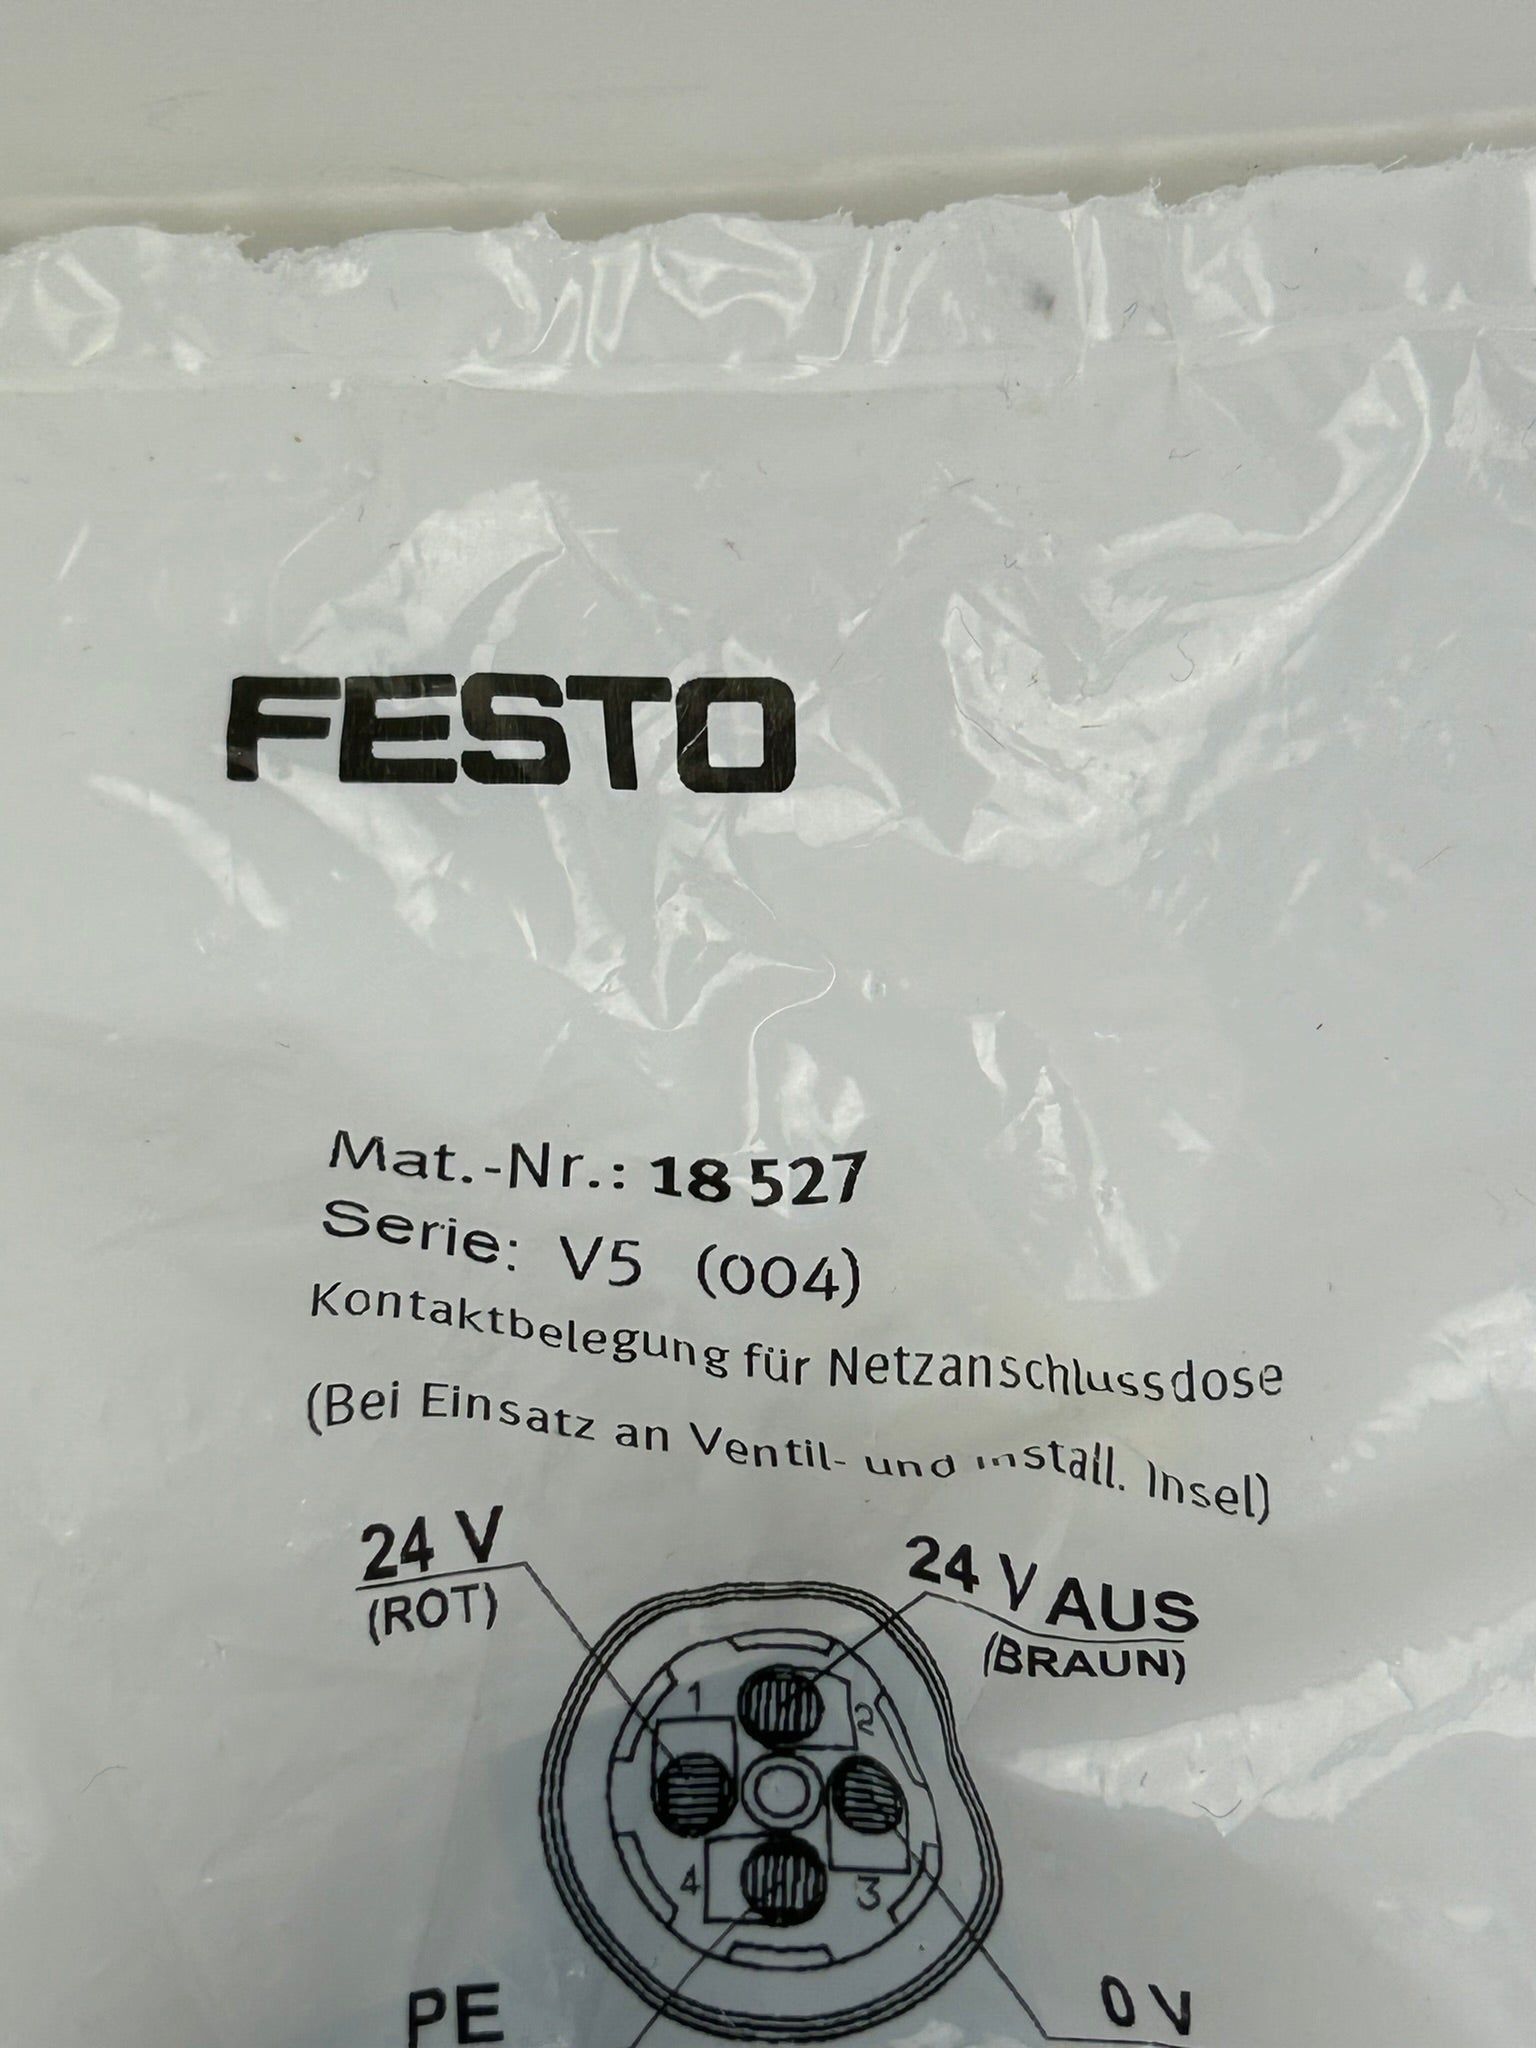 FESTO
Mat.-Nr.: 18 527
Serie: V5 (004)
Kontaktbelegung für Netzanschlussdose
(Bei Einsatz an Ventil- und Install. Insel)
24 V
(ROT)
24 V AUS
(BRAUN)
1
2
4
3
PE
0 V